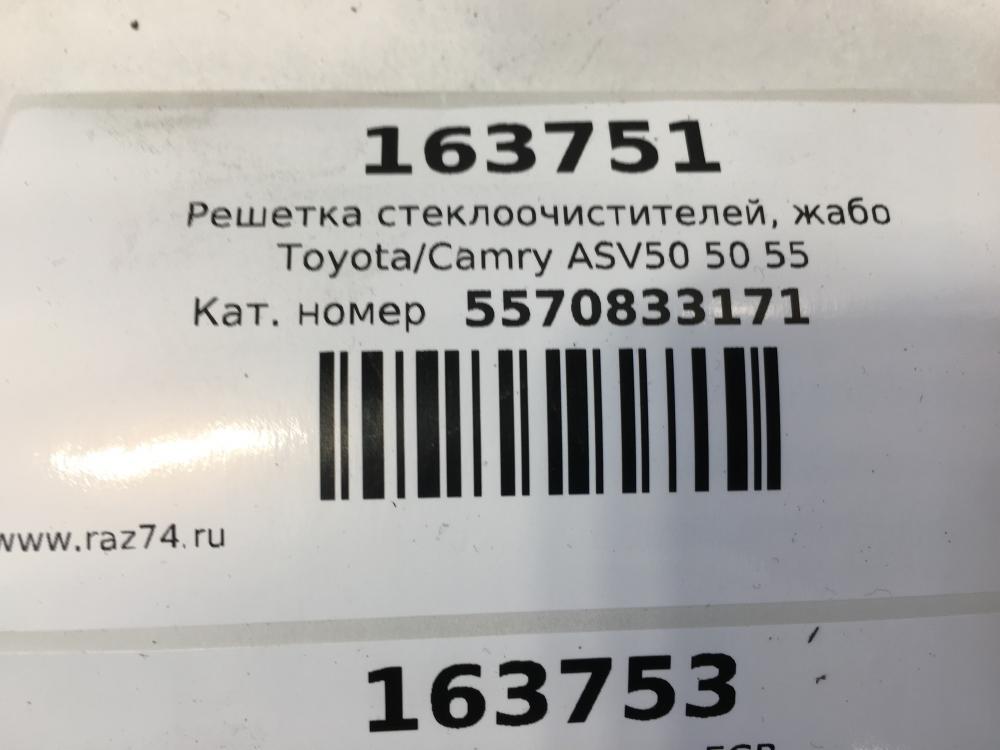 163751
Решетка стеклоочистителей, жабо
Toyota/Camry ASV50 50 55
Кат. номер 5570833171
www.raz74.ru
163753